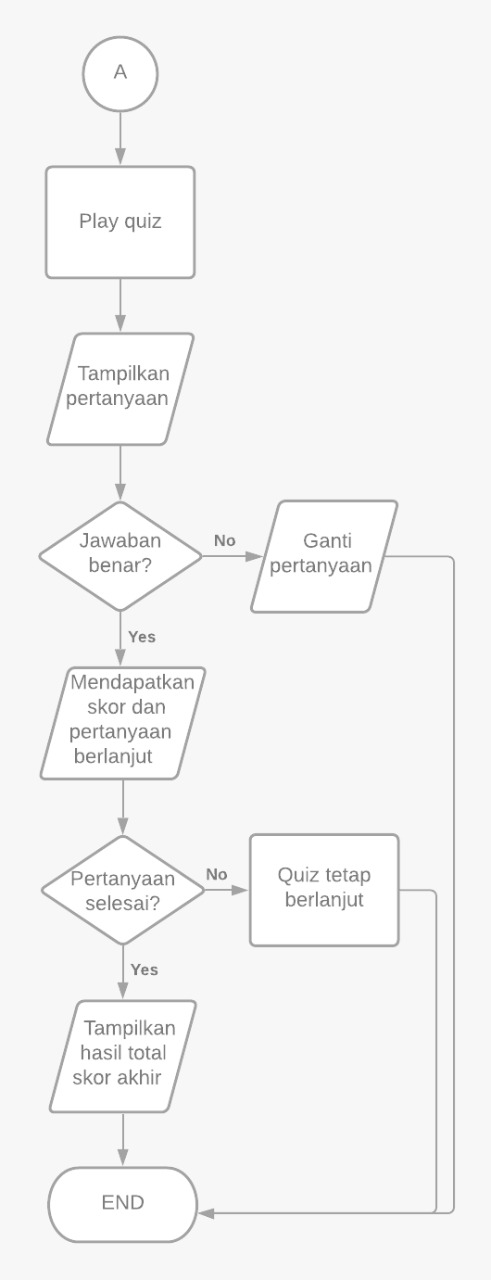 A
Play quiz
Tampilkan
pertanyaan
Jawaban
benar?
No
Ganti
pertanyaan
Yes
Mendapatkan
skor dan
pertanyaan
berlanjut
Pertanyaan
selesai?
No
Quiz tetap
berlanjut
Yes
Tampilkan
hasil total
skor akhir
END